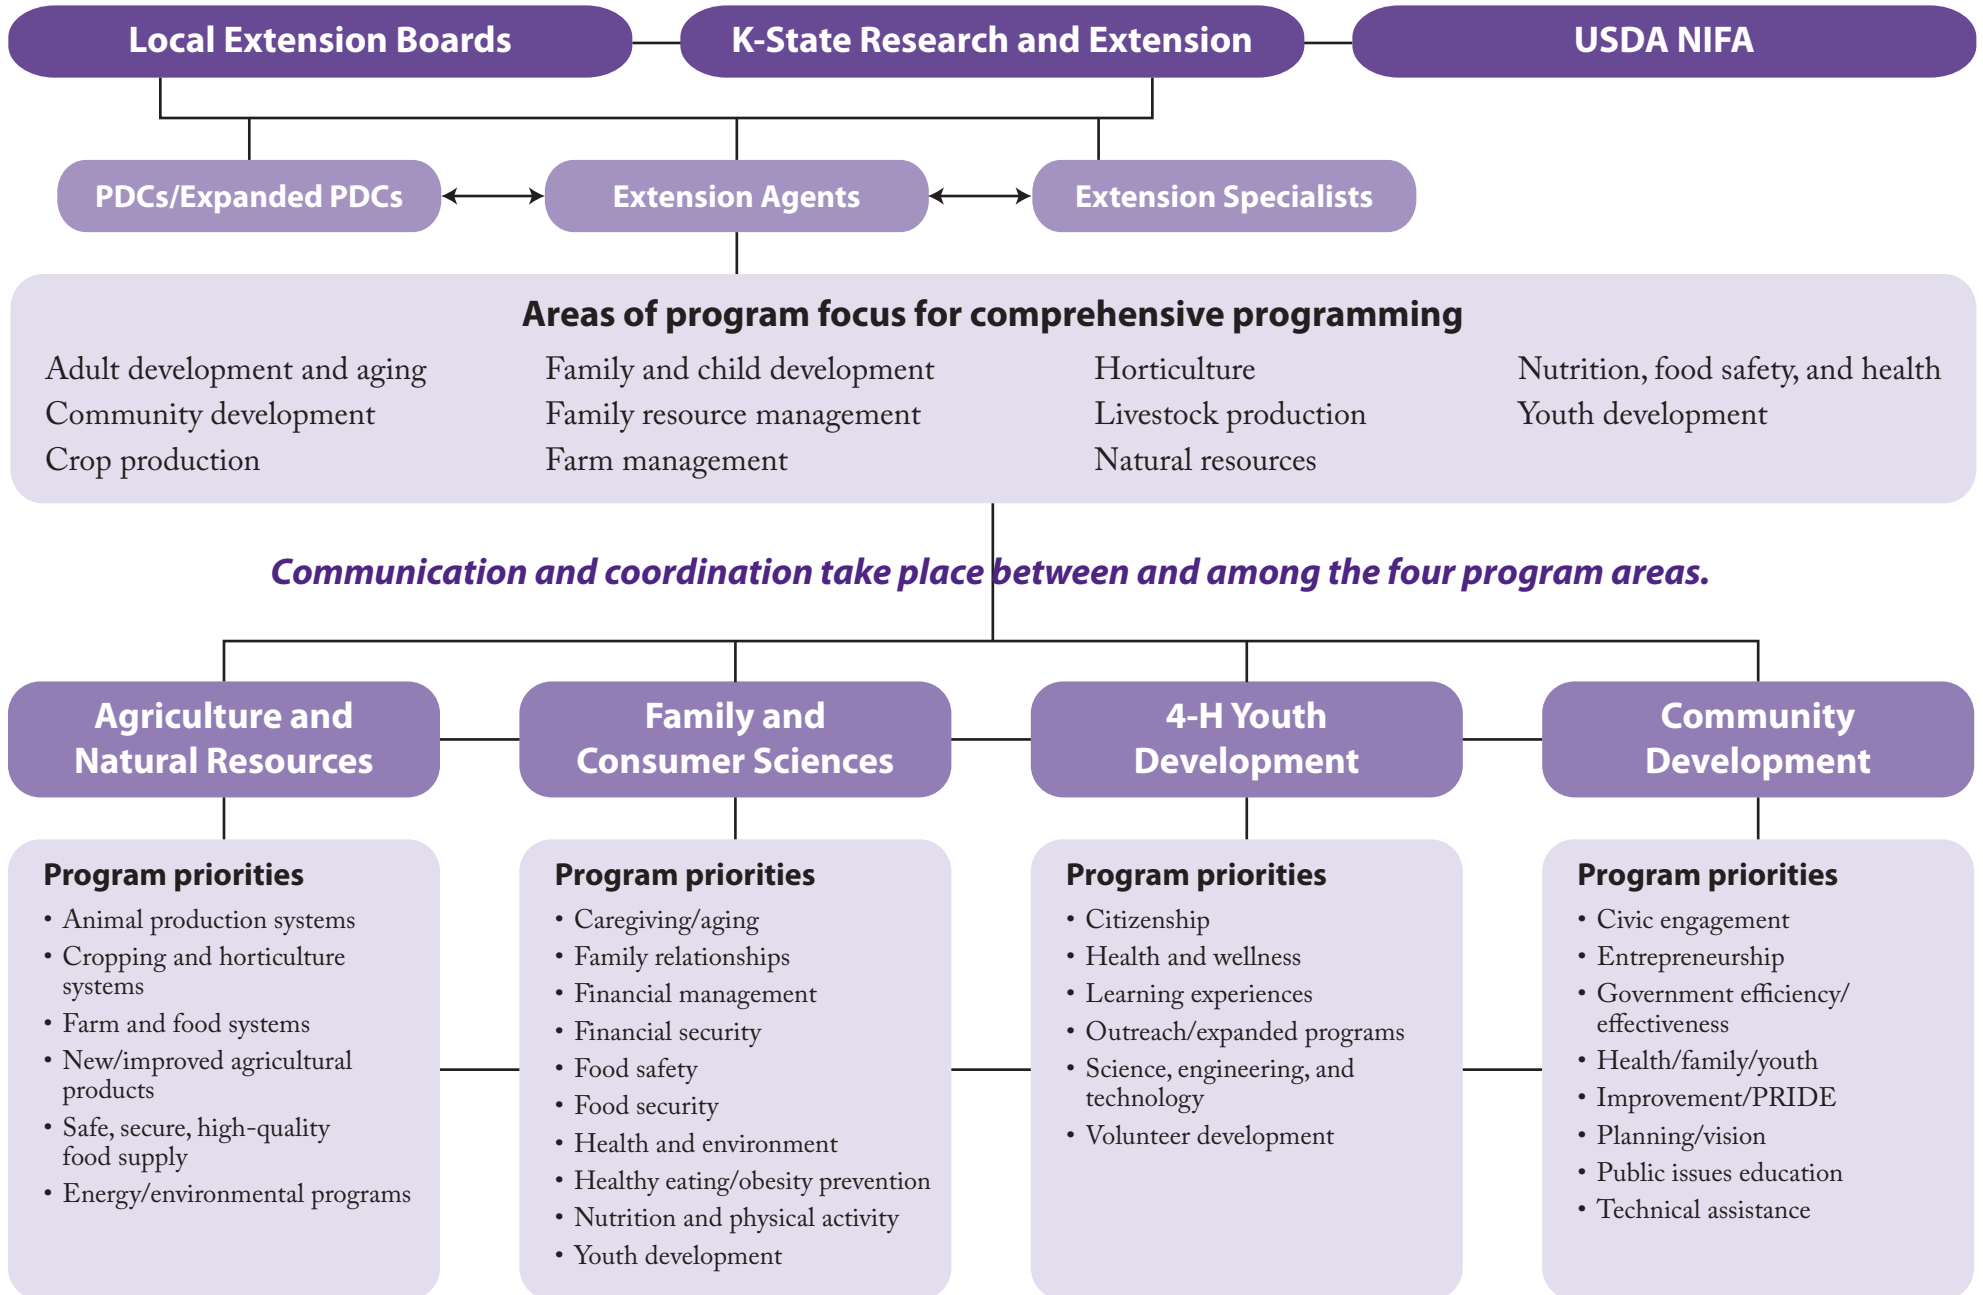 Local Extension Boards
K-State Research and Extension
USDA NIFA
PDCs/Expanded PDCs
Extension Agents
Extension Specialists
Areas of program focus for comprehensive programming
Adult development and aging
Community development
Crop production
Family and child development
Family resource management
Farm management
Horticulture
Livestock production
Natural resources
Nutrition, food safety, and health
Youth development
Communication and coordination take place between and among the four program areas.
Agriculture and
Natural Resources
Family and
Consumer Sciences
4-H Youth
Development
Community
Development
Program priorities
• Animal production systems
• Cropping and horticulture
systems
• Farm and food systems
• New/improved agricultural
products
• Safe, secure, high-quality
food supply
• Energy/environmental programs
Program priorities
• Caregiving/aging
• Family relationships
• Financial management
• Financial security
• Food safety
• Food security
• Health and environment
• Healthy eating/obesity prevention
• Nutrition and physical activity
• Youth development
Program priorities
• Citizenship
• Health and wellness
• Learning experiences
• Outreach/expanded programs
• Science, engineering, and
technology
• Volunteer development
Program priorities
• Civic engagement
• Entrepreneurship
• Government efficiency/
effectiveness
• Health/family/youth
• Improvement/PRIDE
• Planning/vision
• Public issues education
• Technical assistance